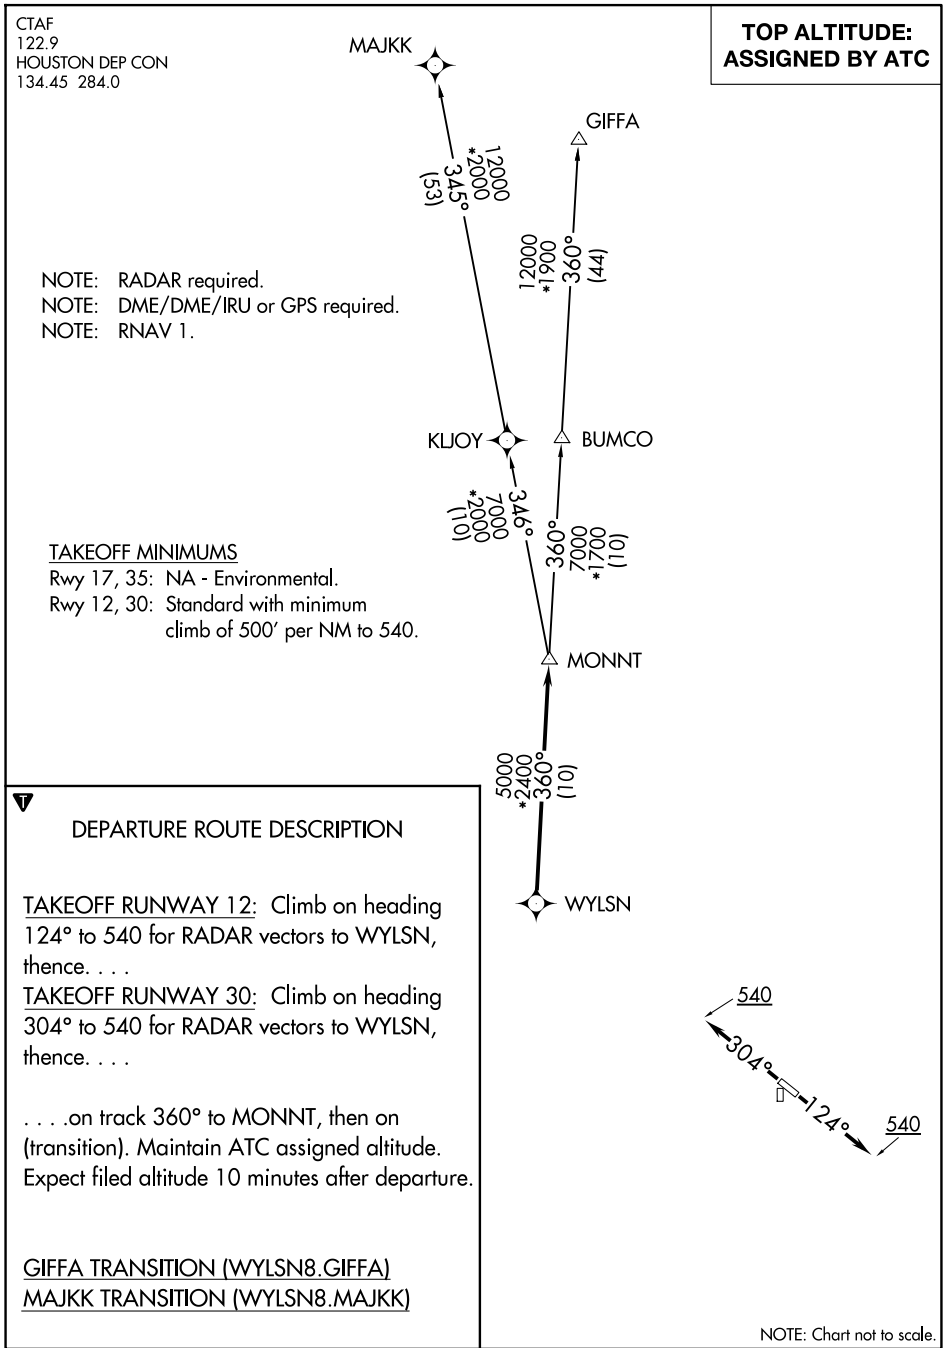 CTAF
122.9
HOUSTON DEP CON
134.45 284.0
TOP ALTITUDE:
ASSIGNED BY ATC
MAJKK
GIFFA
12000
*2000
345°
(53)
12000
*1900
360°
(44)
NOTE: RADAR required.
NOTE: DME/DME/IRU or GPS required.
NOTE: RNAV 1.
KLJOY
BUMCO
346°
7000
*2000
(10)
360°
7000
*1700
(10)
TAKEOFF MINIMUMS
Rwy 17, 35: NA - Environmental.
Rwy 12, 30: Standard with minimum
climb of 500' per NM to 540.
MONNT
5000
*2400
360°
(10)
WYLSN
T
DEPARTURE ROUTE DESCRIPTION
TAKEOFF RUNWAY 12: Climb on heading
124° to 540 for RADAR vectors to WYLSN,
thence. . . .
TAKEOFF RUNWAY 30: Climb on heading
304° to 540 for RADAR vectors to WYLSN,
thence. . . .
. . . .on track 360° to MONNT, then on
(transition). Maintain ATC assigned altitude.
Expect filed altitude 10 minutes after departure.
GIFFA TRANSITION (WYLSN8.GIFFA)
MAJKK TRANSITION (WYLSN8.MAJKK)
540
304°
124°
540
NOTE: Chart not to scale.